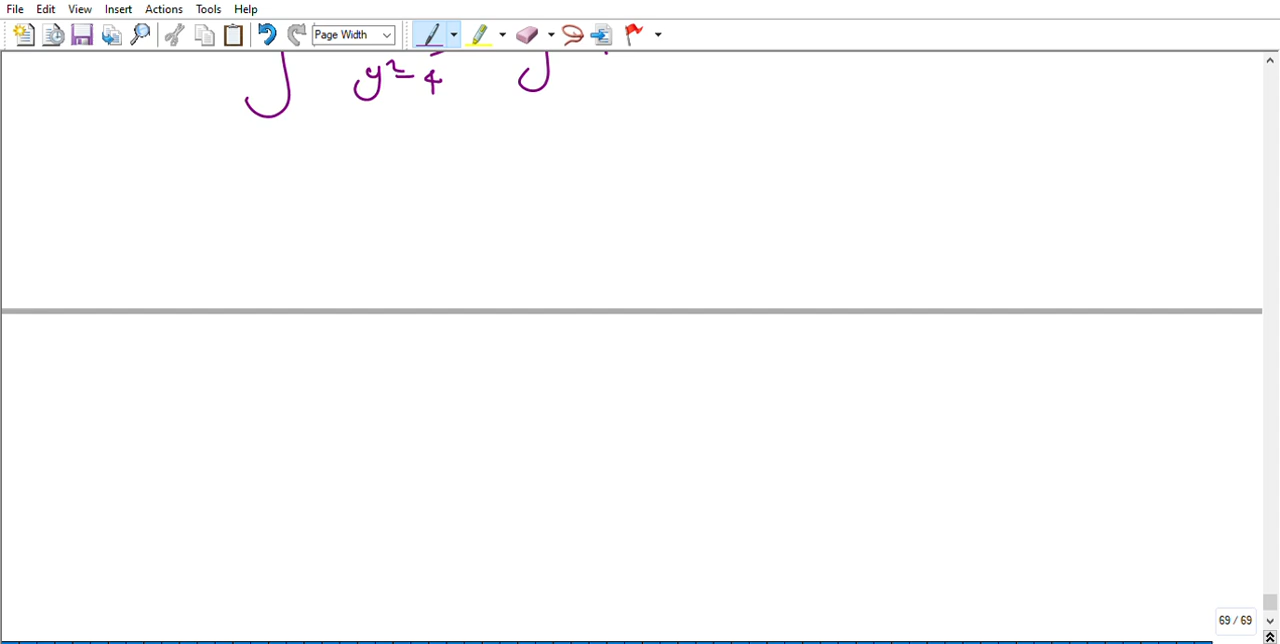 File Edit View Insert Actions Tools Help
Page Width
∫ y²-4 ∫
69 / 69